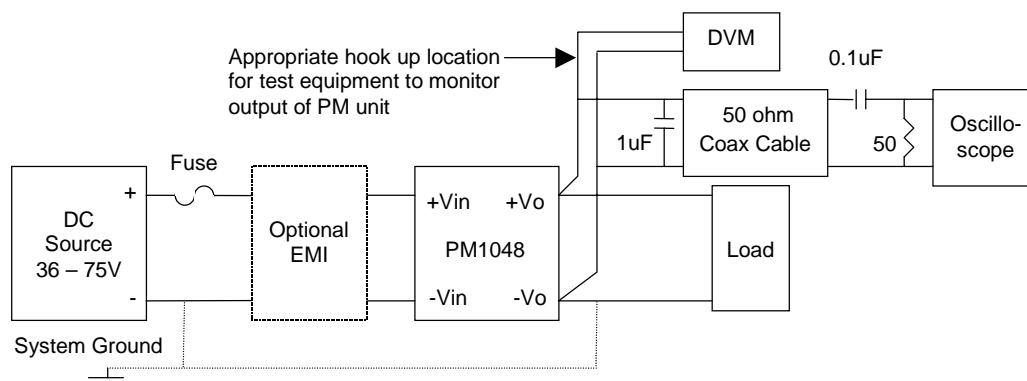 DVM
Appropriate hook up location
for test equipment to monitor
output of PM unit
0.1uF
1uF
50 ohm
Coax Cable
50
Oscillo-
scope
Fuse
+
DC
Source
36 – 75V
-
Optional
EMI
+Vin
+Vo
PM1048
-Vin
-Vo
Load
System Ground